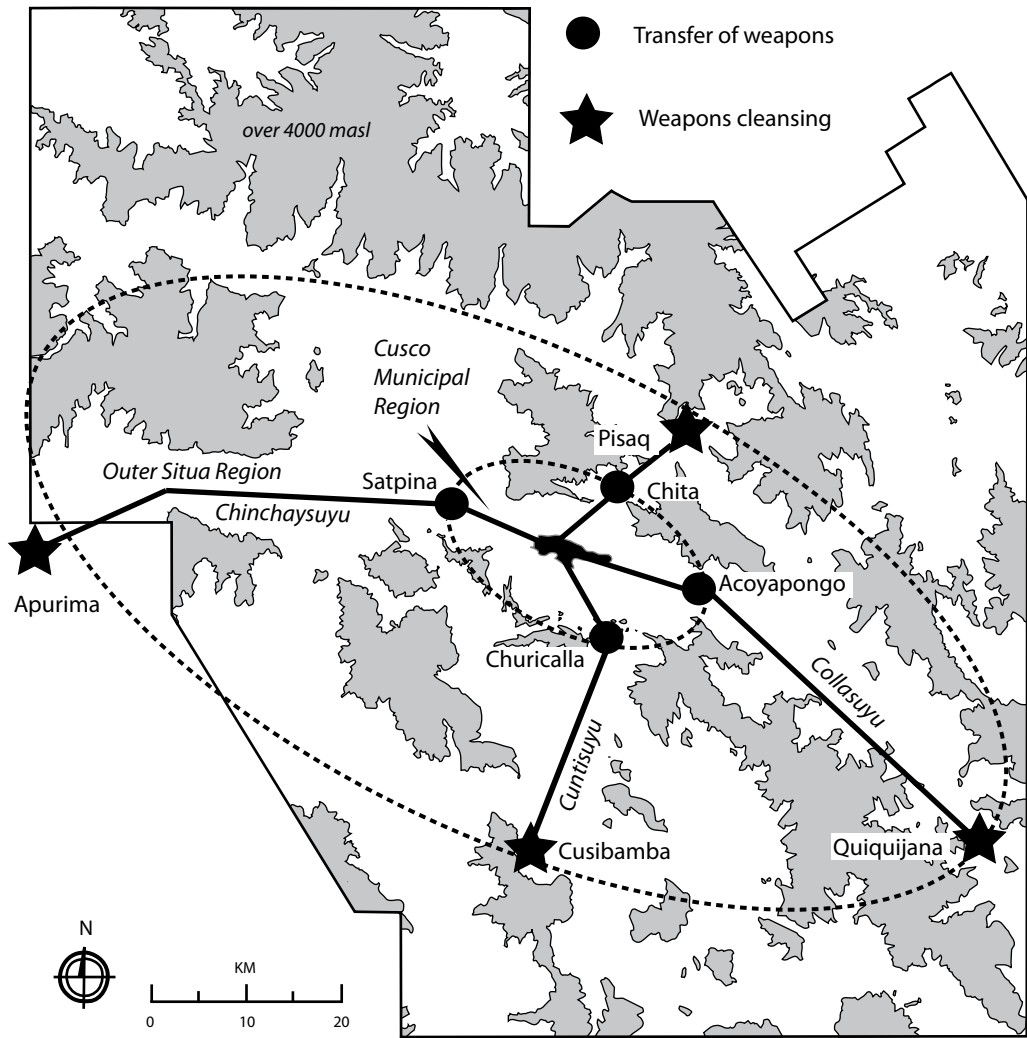 Transfer of weapons
Weapons cleansing
over 4000 masl
Cusco
Municipal
Region
Pisaq
Outer Situa Region
Satpina
Chita
Chinchaysuyu
Acoyapongo
Apurima
Churicalla
Collasuyu
Cuntisuyu
Cusibamba
Quiquijana
N
KM
0 10 20